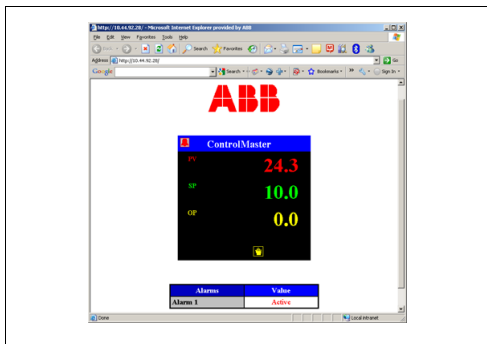 http://10.44.92.28/ - Microsoft Internet Explorer provided by ABB
File Edit View Favorites Tools Help
Back Search Favorites
Address http://10.44.92.28/ Go
Google Search Bookmarks Sign In
ABB
ControlMaster
PV 24.3
SP 10.0
OP 0.0
Alarms Value
Alarm 1 Active
Done Local intranet